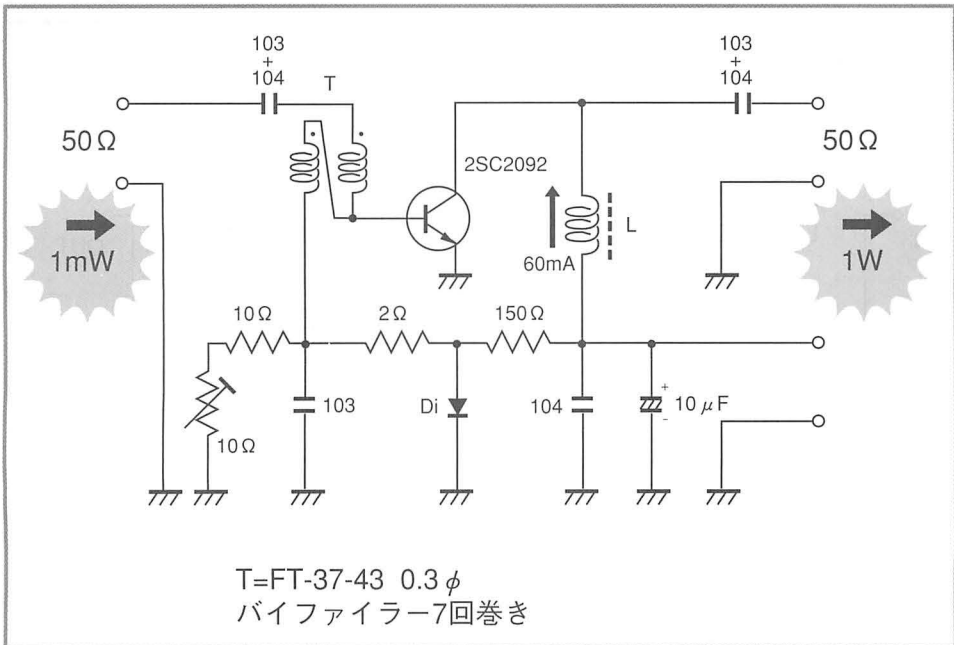 103
+
104
T
103
+
104
50Ω
50Ω
2SC2092
1mW
60mA
L
1W
10Ω
2Ω
150Ω
10Ω
103
Di
104
+
10μF
-
T=FT-37-43 0.3φ
バイファイラー7回巻き